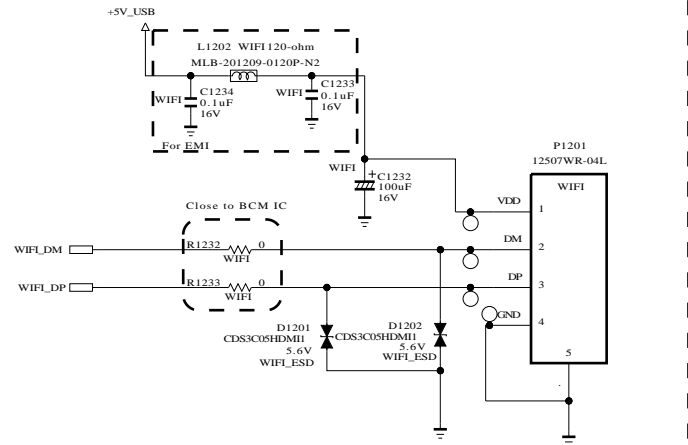 +5V_USB
L1202 WIFI 120-ohm
MLB-201209-0120P-N2
WIFI
C1234
0.1uF
16V
WIFI
C1233
0.1uF
16V
For EMI
WIFI
+
C1232
100uF
16V
P1201
12507WR-04L
WIFI
VDD
1
Close to BCM IC
WIFI_DM
R1232
0
WIFI
DM
2
WIFI_DP
R1233
0
WIFI
DP
3
GND
4
D1201
CDS3C05HDMI1
5.6V
WIFI_ESD
D1202
CDS3C05HDMI1
5.6V
WIFI_ESD
5
.